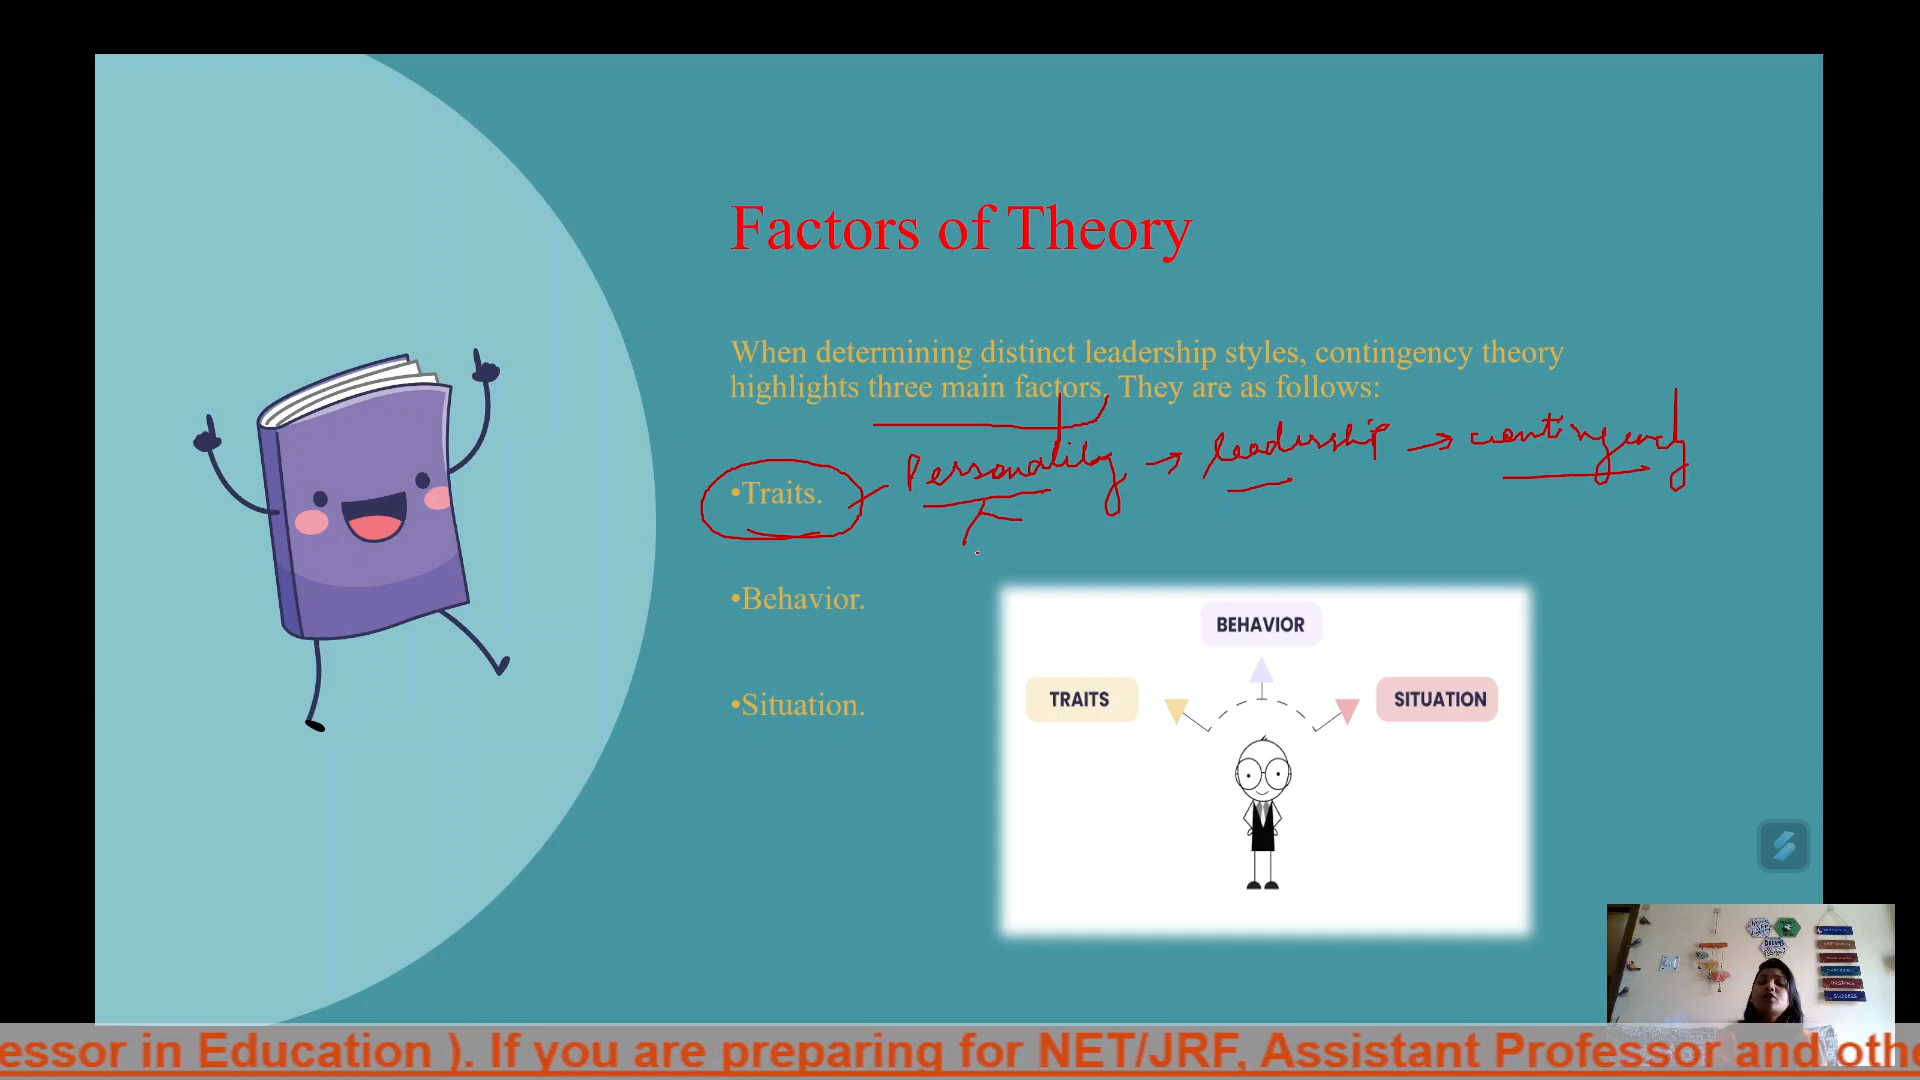 Factors of Theory
When determining distinct leadership styles, contingency theory
highlights three main factors. They are as follows:
Personality → leadership → contingency
•Traits.
•Behavior.
•Situation.
BEHAVIOR
TRAITS
SITUATION
essor in Education ). If you are preparing for NET/JRF, Assistant Professor and othe